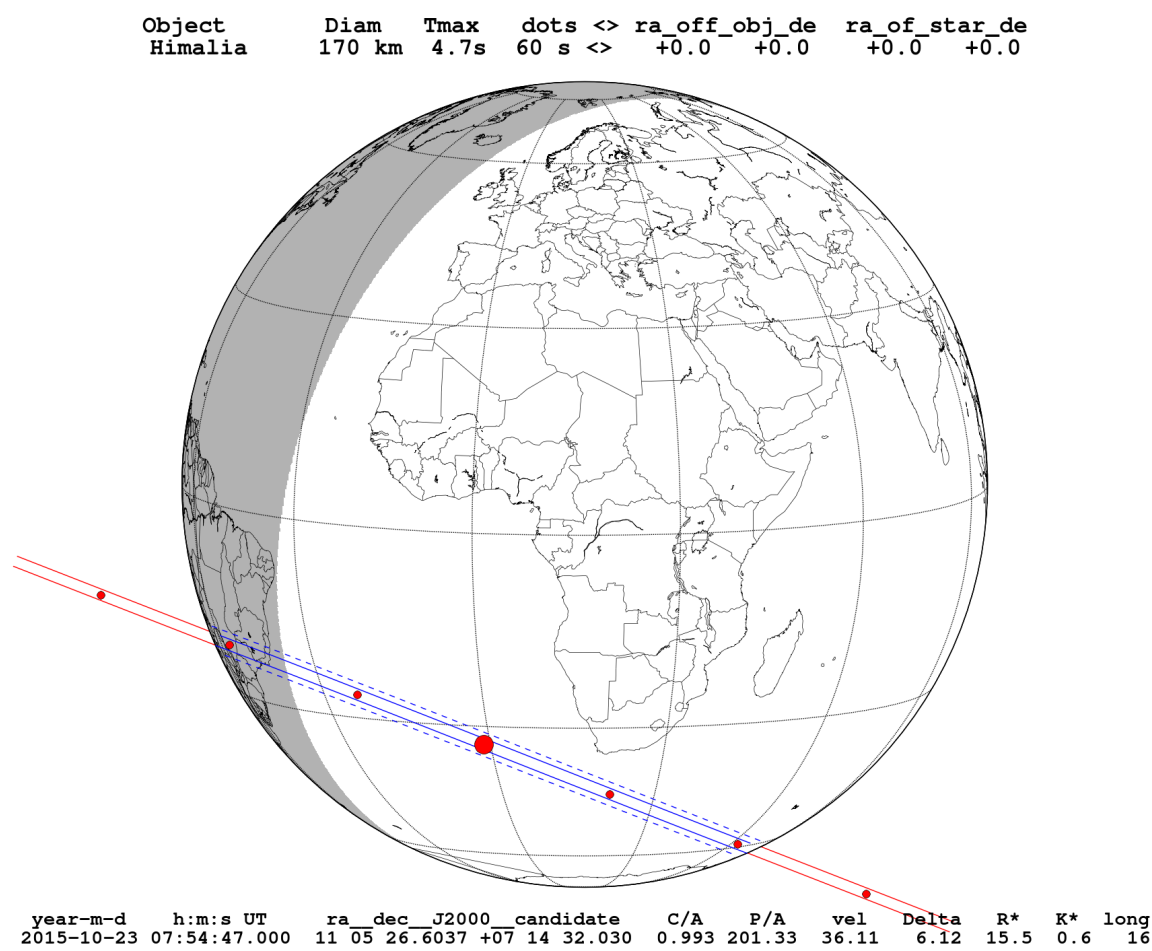 Object Diam Tmax dots <> ra_off_obj_de ra_of_star_de
Himalia 170 km 4.7s 60 s <> +0.0 +0.0 +0.0 +0.0
year-m-d h:m:s UT ra__dec__J2000__candidate C/A P/A vel Delta R* K* long
2015-10-23 07:54:47.000 11 05 26.6037 +07 14 32.030 0.993 201.33 36.11 6.12 15.5 0.6 16